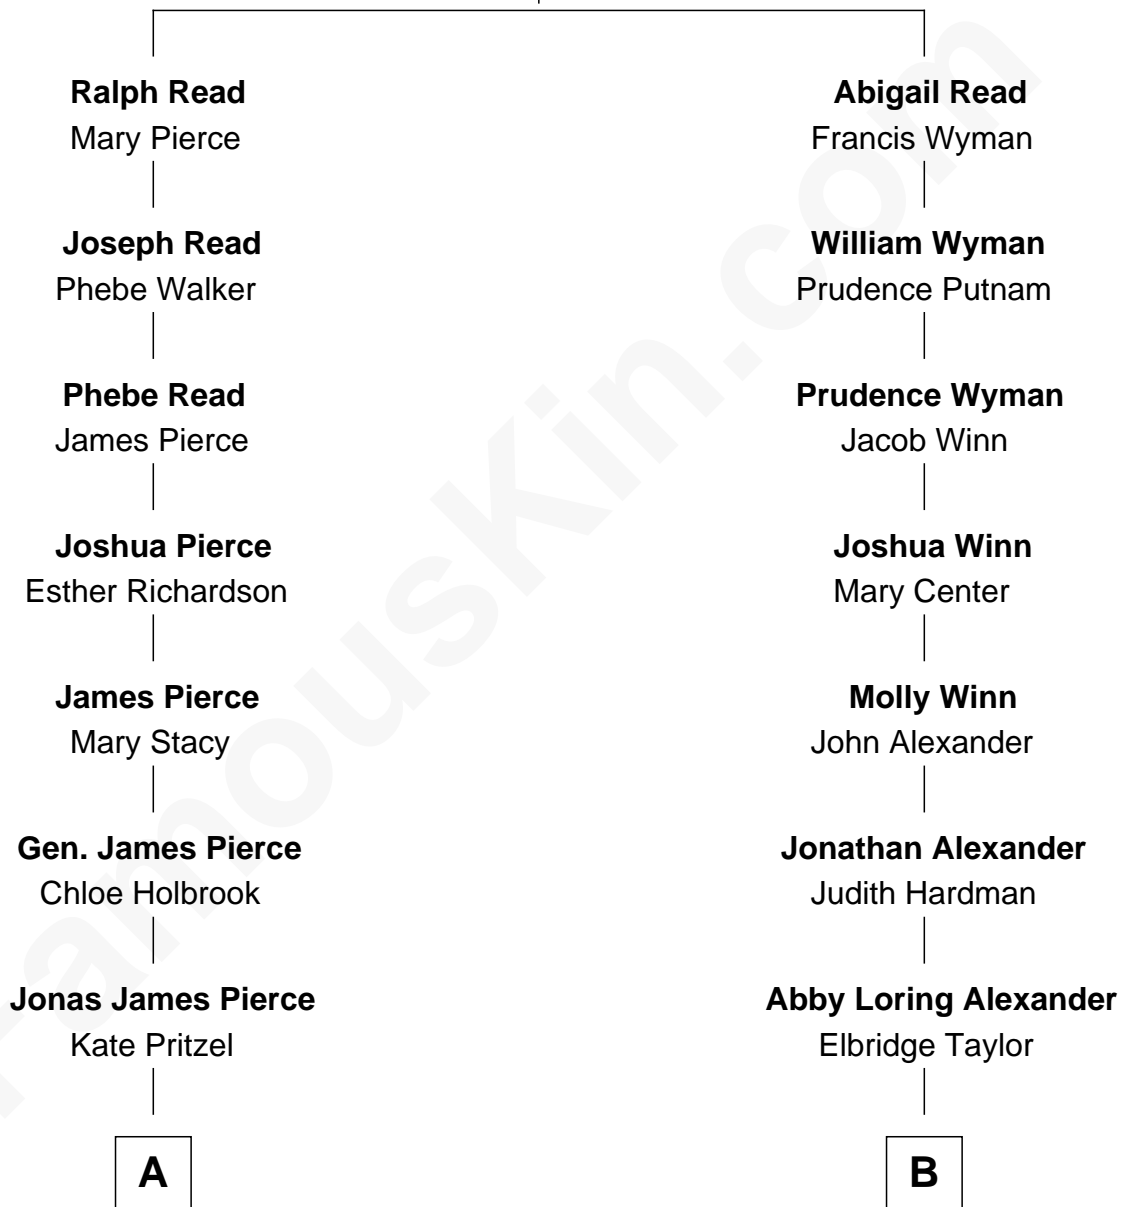 Ralph Read
Mary Pierce
Joseph Read
Phebe Walker
Phebe Read
James Pierce
Joshua Pierce
Esther Richardson
James Pierce
Mary Stacy
Gen. James Pierce
Chloe Holbrook
Jonas James Pierce
Kate Pritzel
A
Abigail Read
Francis Wyman
William Wyman
Prudence Putnam
Prudence Wyman
Jacob Winn
Joshua Winn
Mary Center
Molly Winn
John Alexander
Jonathan Alexander
Judith Hardman
Abby Loring Alexander
Elbridge Taylor
B
FamousKin.com